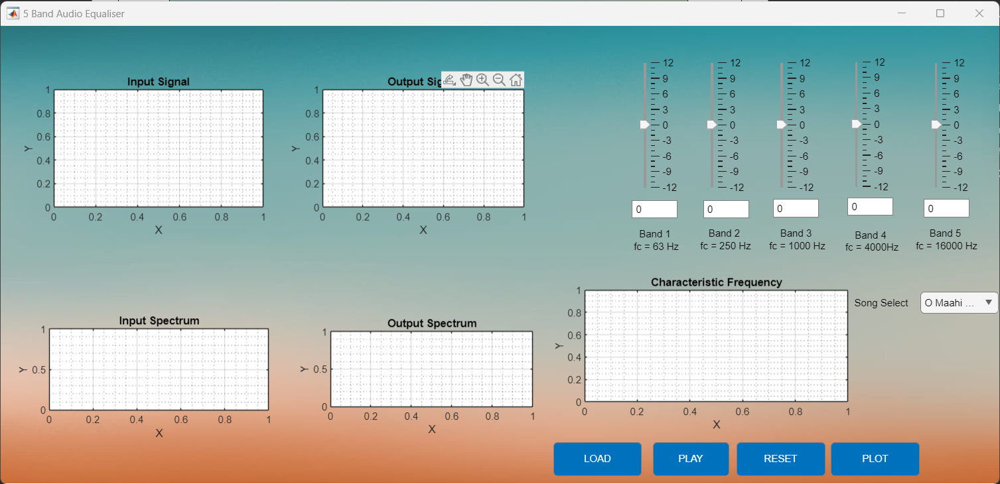 5 Band Audio Equaliser
Input Signal
1
0.8
0.6
0.4
0.2
0
Y
0 0.2 0.4 0.6 0.8 1
X
Output Sig
1
0.8
0.6
0.4
0.2
0
Y
0 0.2 0.4 0.6 0.8 1
X
12 12 12 12 12
9 9 9 9 9
6 6 6 6 6
3 3 3 3 3
0 0 0 0 0
-3 -3 -3 -3 -3
-6 -6 -6 -6 -6
-9 -9 -9 -9 -9
-12 -12 -12 -12 -12
0 0 0 0 0
Band 1
fc = 63 Hz
Band 2
fc = 250 Hz
Band 3
fc = 1000 Hz
Band 4
fc = 4000Hz
Band 5
fc = 16000 Hz
Input Spectrum
1
0.5
0
Y
0 0.2 0.4 0.6 0.8 1
X
Output Spectrum
1
0.5
0
Y
0 0.2 0.4 0.6 0.8 1
X
Characteristic Frequency
1
0.8
0.6
0.4
0.2
0
Y
0 0.2 0.4 0.6 0.8 1
X
Song Select O Maahi ...
LOAD PLAY RESET PLOT